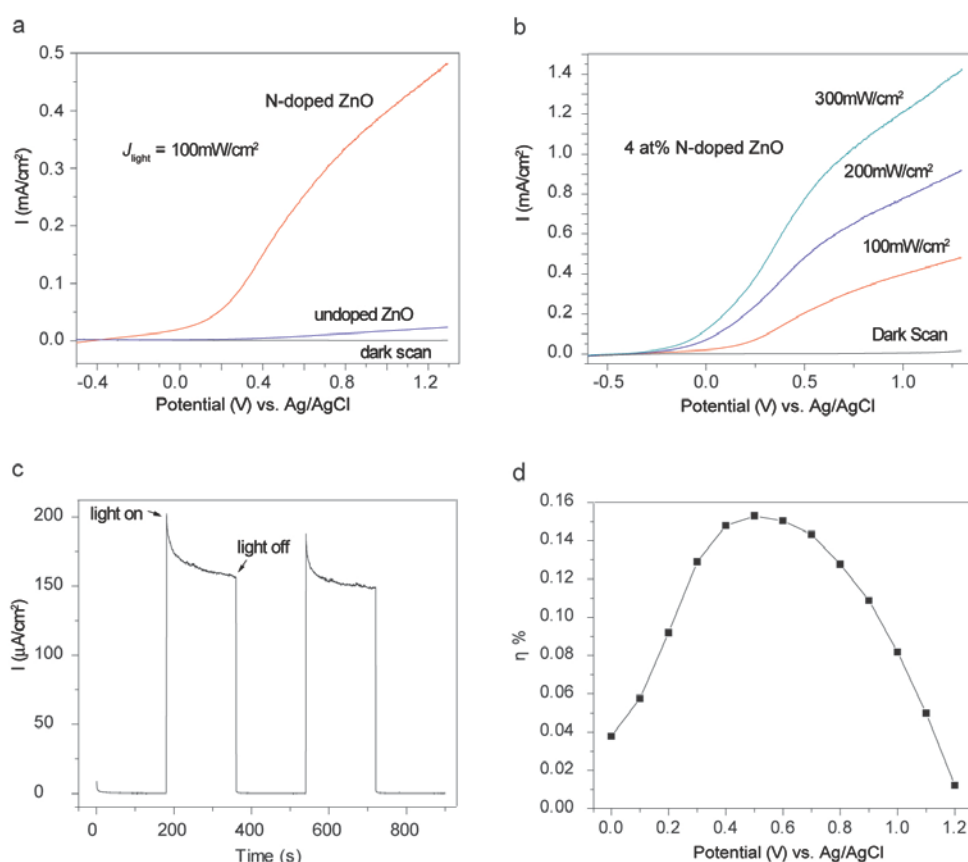 a
I (mA/cm²)
0.5
0.4
0.3
0.2
0.1
0.0
N-doped ZnO
J_light = 100mW/cm²
undoped ZnO
dark scan
-0.4 0.0 0.4 0.8 1.2
Potential (V) vs. Ag/AgCl
b
I (mA/cm²)
1.4
1.2
1.0
0.8
0.6
0.4
0.2
0.0
300mW/cm²
4 at% N-doped ZnO
200mW/cm²
100mW/cm²
Dark Scan
-0.5 0.0 0.5 1.0
Potential (V) vs. Ag/AgCl
c
I (µA/cm²)
200
150
100
50
0
light on
light off
0 200 400 600 800
Time (s)
d
η %
0.16
0.14
0.12
0.10
0.08
0.06
0.04
0.02
0.00
0.0 0.2 0.4 0.6 0.8 1.0 1.2
Potential (V) vs. Ag/AgCl